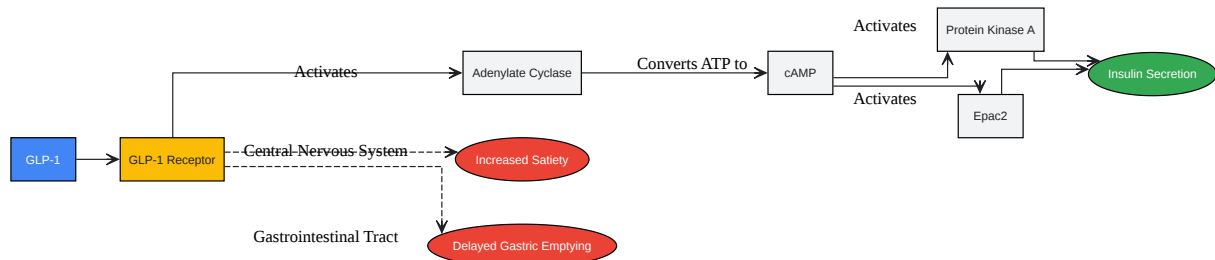 Activates
Protein Kinase A
Activates
Adenylate Cyclase
Converts ATP to
cAMP
Insulin Secretion
Activates
Epac2
GLP-1
GLP-1 Receptor
Central Nervous System
Increased Satiety
Gastrointestinal Tract
Delayed Gastric Emptying